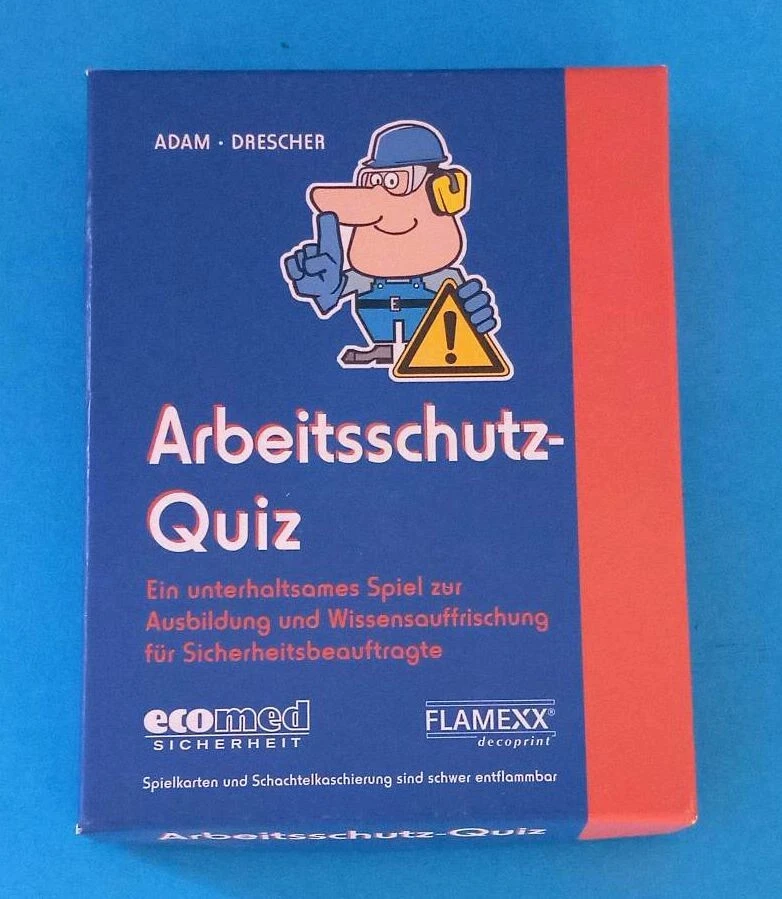 ADAM · DRESCHER
Arbeitsschutz-
Quiz
Ein unterhaltsames Spiel zur
Ausbildung und Wissensauffrischung
für Sicherheitsbeauftragte
ecomed
SICHERHEIT
FLAMEXX®
decoprint
Spielkarten und Schachtelkaschierung sind schwer entflammbar
Arbeitsschutz-Quiz